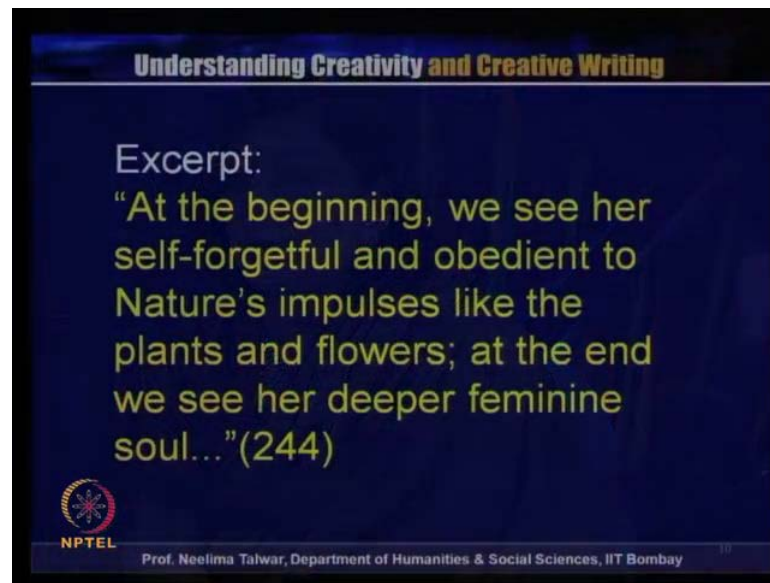 Understanding Creativity and Creative Writing
Excerpt:
“At the beginning, we see her
self-forgetful and obedient to
Nature’s impulses like the
plants and flowers; at the end
we see her deeper feminine
soul...”(244)
NPTEL
Prof. Neelima Talwar, Department of Humanities & Social Sciences, IIT Bombay
10